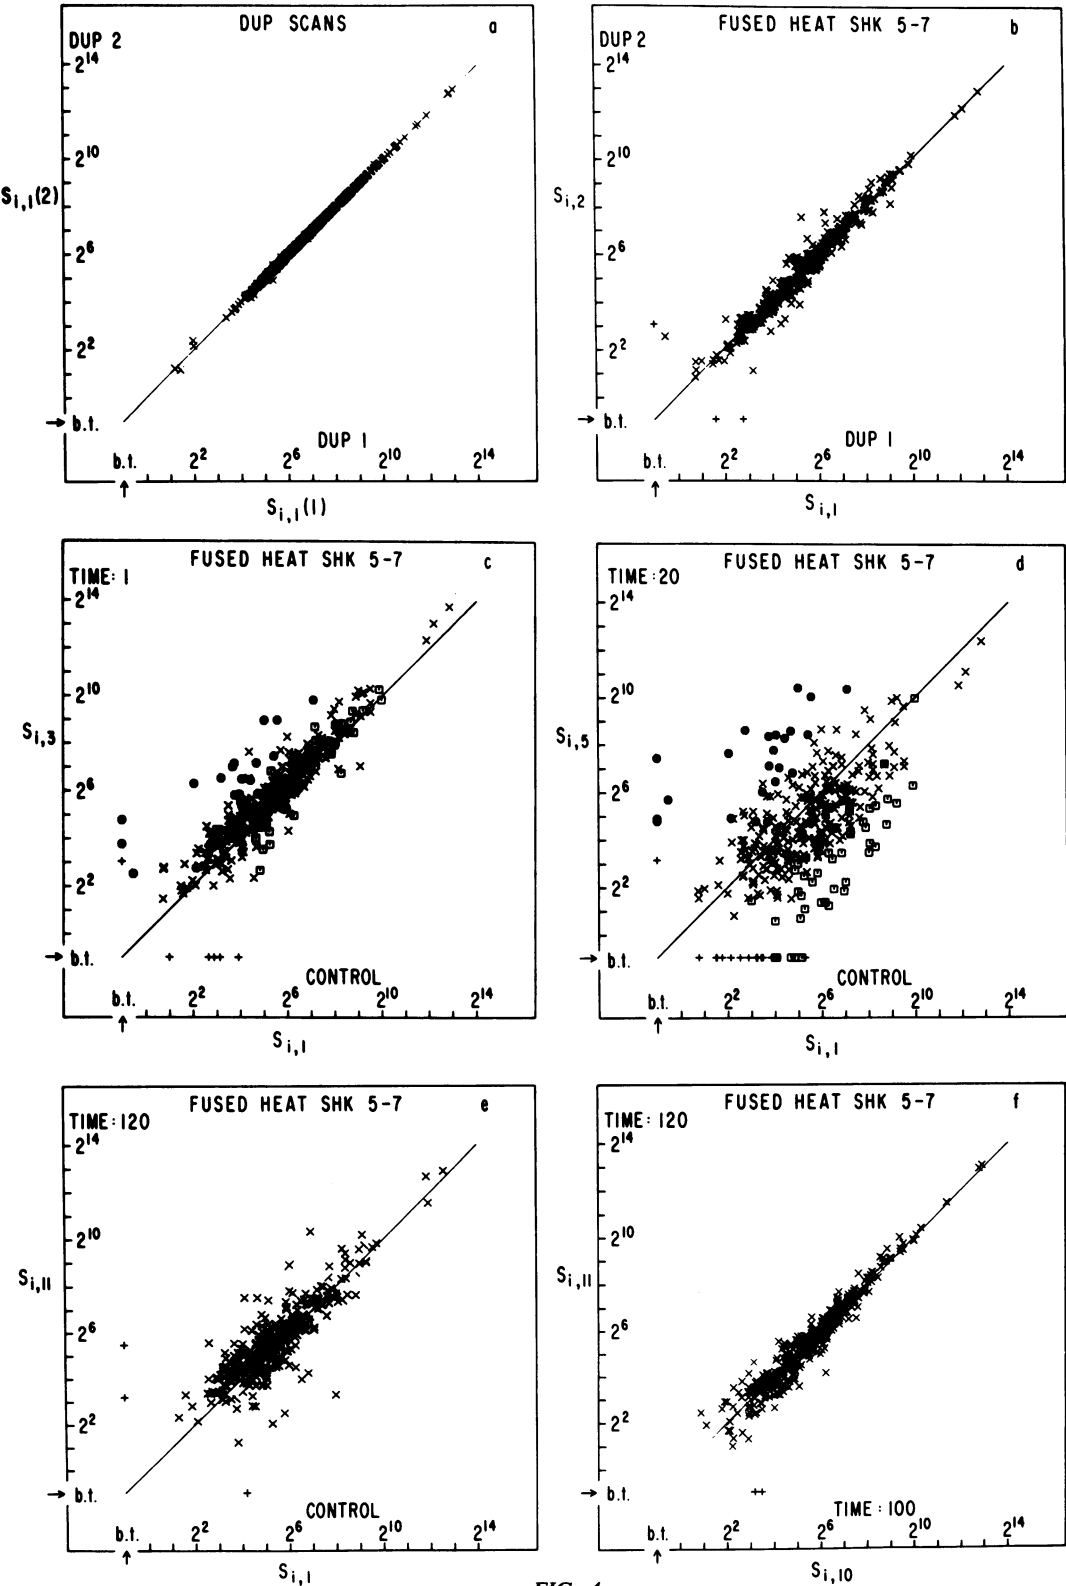 DUP SCANS a
DUP 2
2^14
2^10
S_i,1(2)
2^6
2^2
→ b.t.
DUP 1
b.t. 2^2 2^6 2^10 2^14
↑
S_i,1(1)
FUSED HEAT SHK 5-7 b
DUP 2
2^14
2^10
S_i,2
2^6
2^2
→ b.t.
DUP 1
b.t. 2^2 2^6 2^10 2^14
↑
S_i,1
FUSED HEAT SHK 5-7 c
TIME: 1
2^14
2^10
S_i,3
2^6
2^2
→ b.t.
CONTROL
b.t. 2^2 2^6 2^10 2^14
↑
S_i,1
FUSED HEAT SHK 5-7 d
TIME: 20
2^14
2^10
S_i,5
2^6
2^2
→ b.t.
CONTROL
b.t. 2^2 2^6 2^10 2^14
↑
S_i,1
FUSED HEAT SHK 5-7 e
TIME: 120
2^14
2^10
S_i,11
2^6
2^2
→ b.t.
CONTROL
b.t. 2^2 2^6 2^10 2^14
↑
S_i,1
FUSED HEAT SHK 5-7 f
TIME: 120
2^14
2^10
S_i,11
2^6
2^2
→ b.t.
TIME: 100
b.t. 2^2 2^6 2^10 2^14
↑
S_i,10